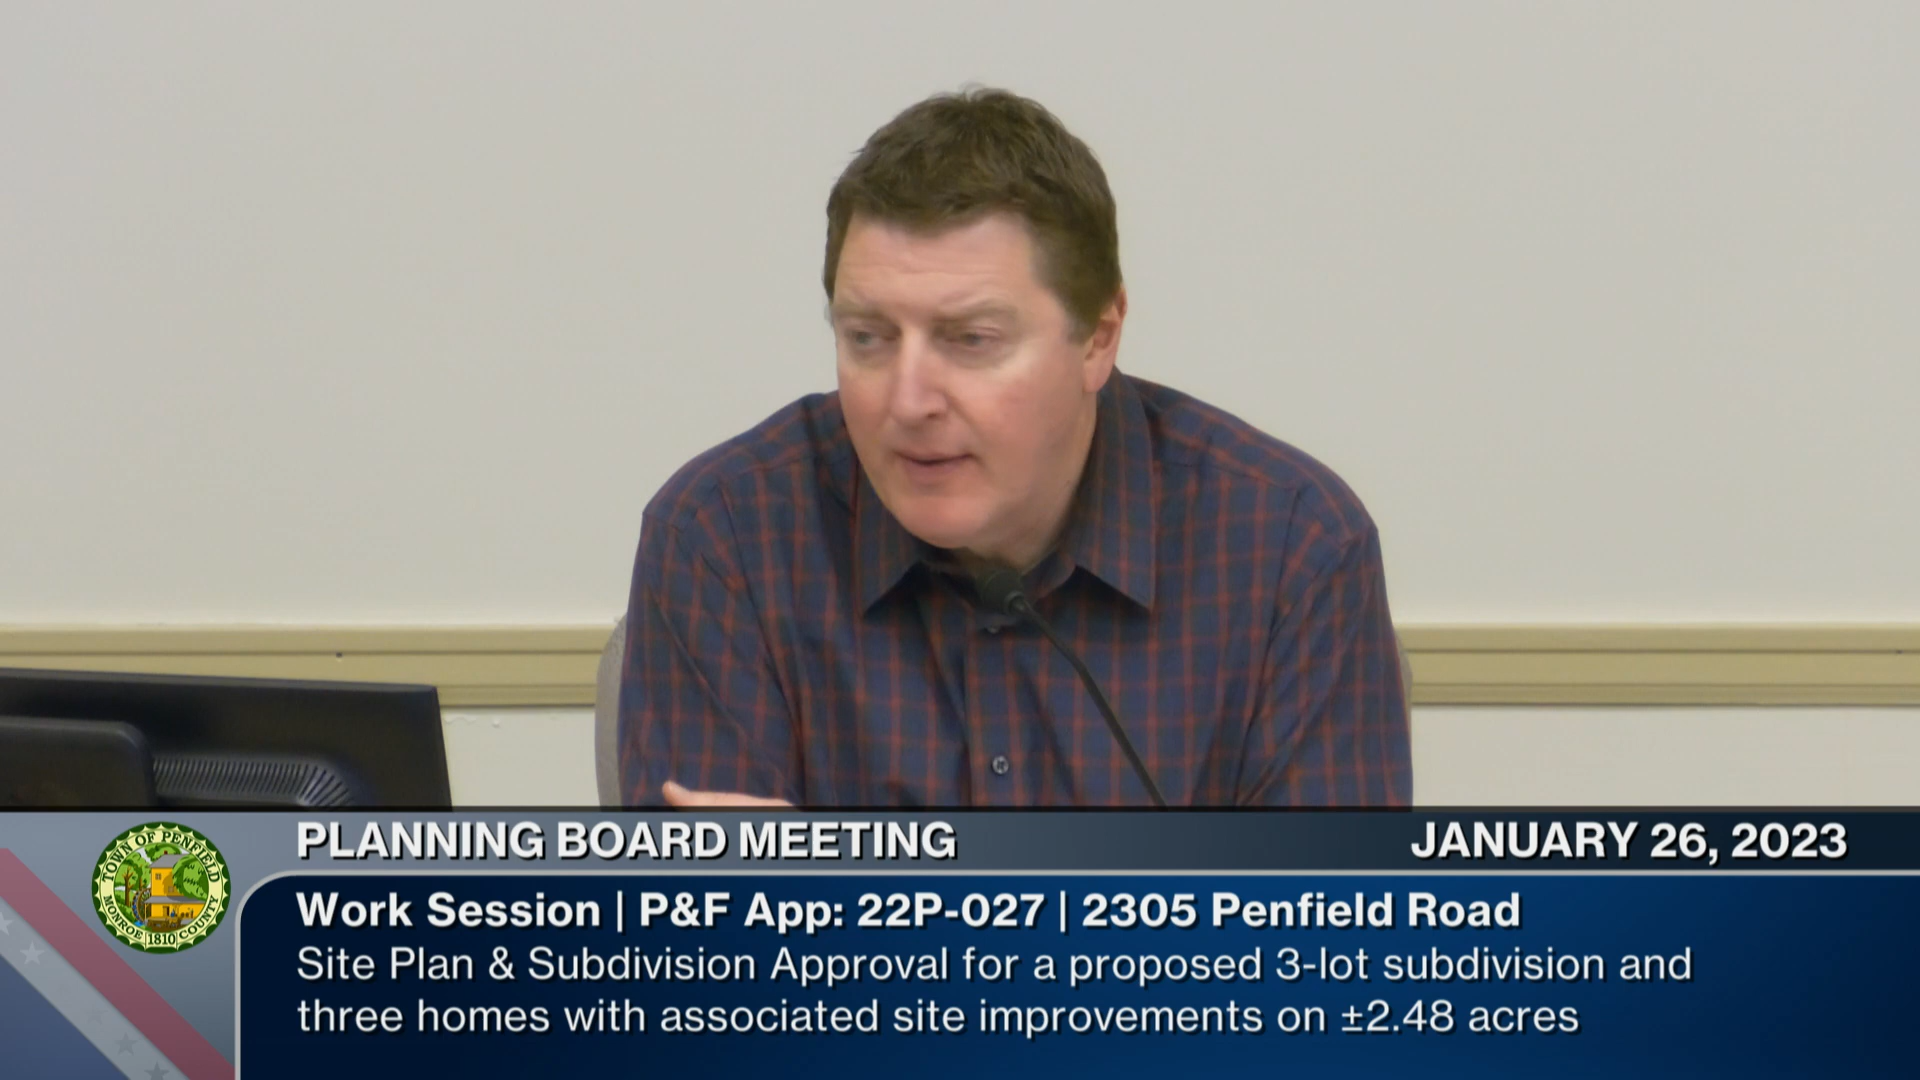 PLANNING BOARD MEETING
JANUARY 26, 2023
TOWN OF PENFIELD
MONROE COUNTY
1810
Work Session | P&F App: 22P-027 | 2305 Penfield Road
Site Plan & Subdivision Approval for a proposed 3-lot subdivision and
three homes with associated site improvements on ±2.48 acres